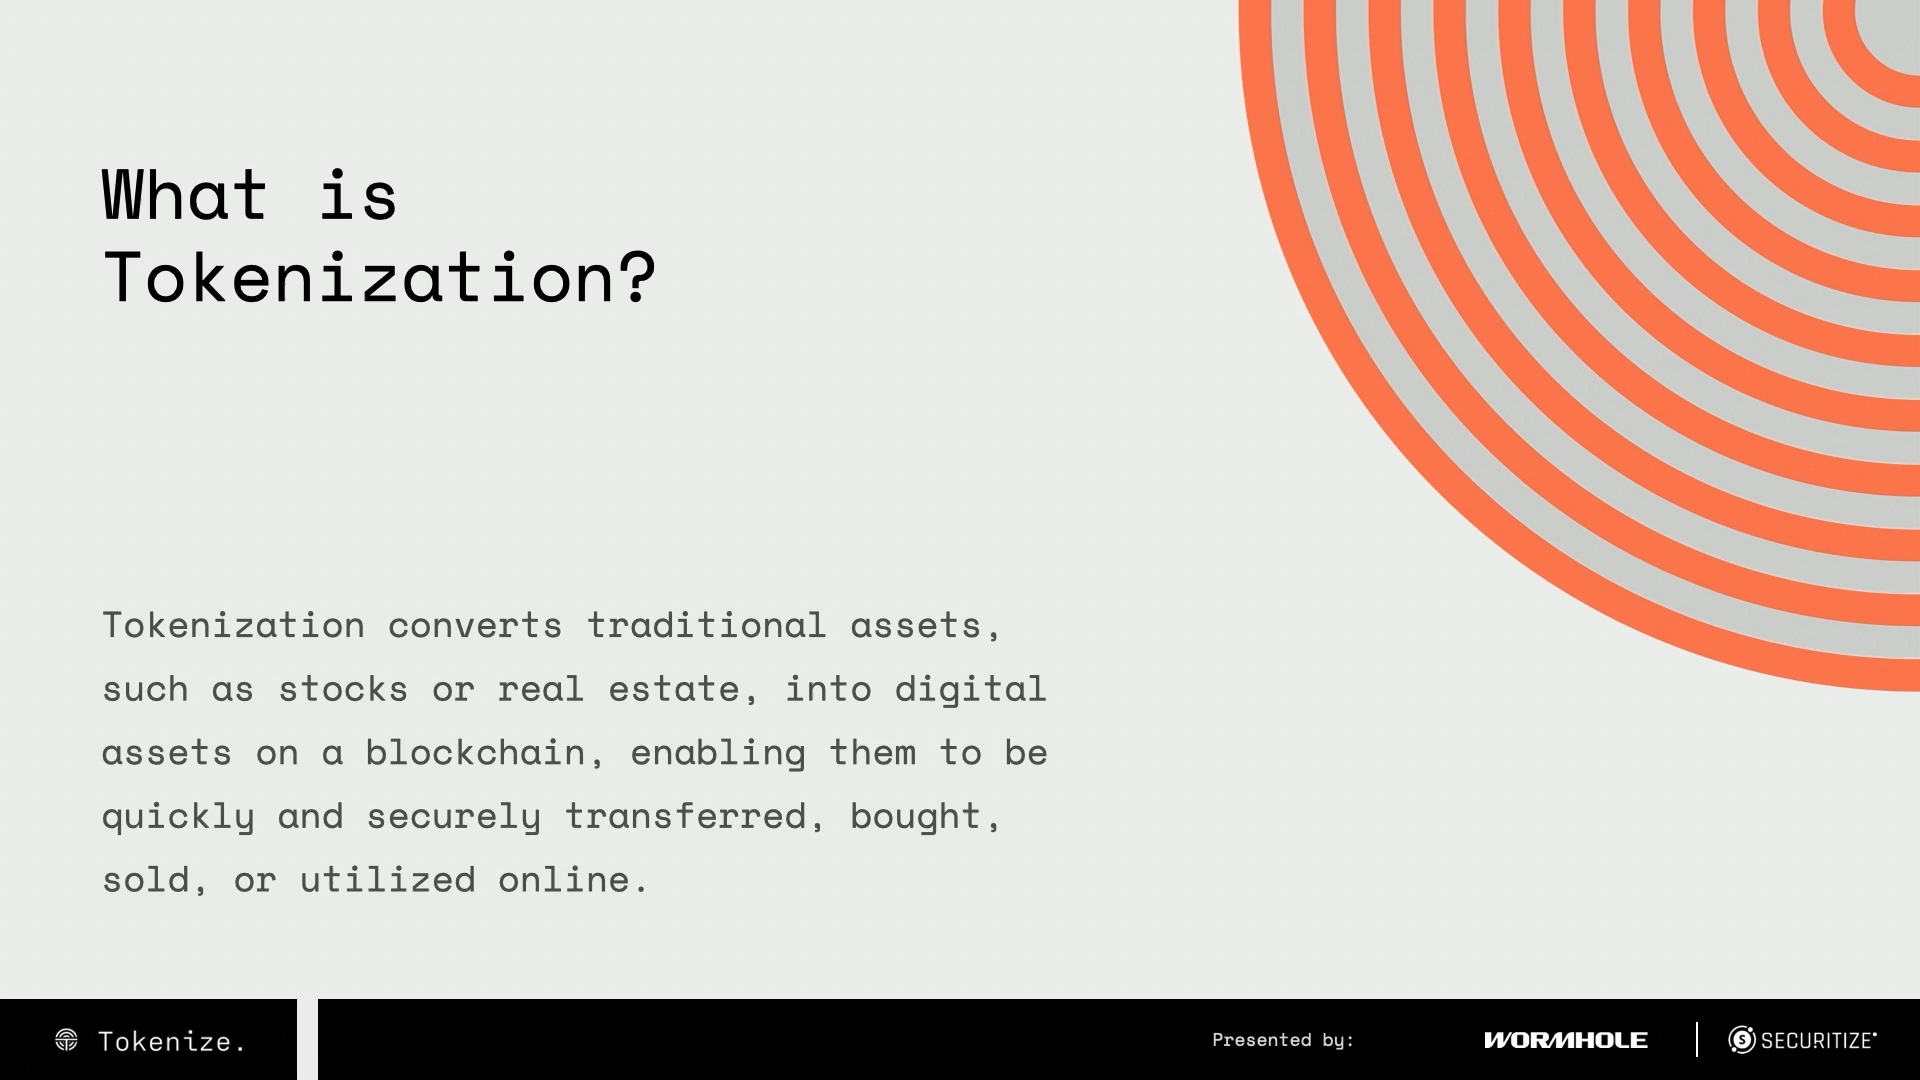 What is
Tokenization?
Tokenization converts traditional assets,
such as stocks or real estate, into digital
assets on a blockchain, enabling them to be
quickly and securely transferred, bought,
sold, or utilized online.
Tokenize.
Presented by:
WORMHOLE
SECURITIZE